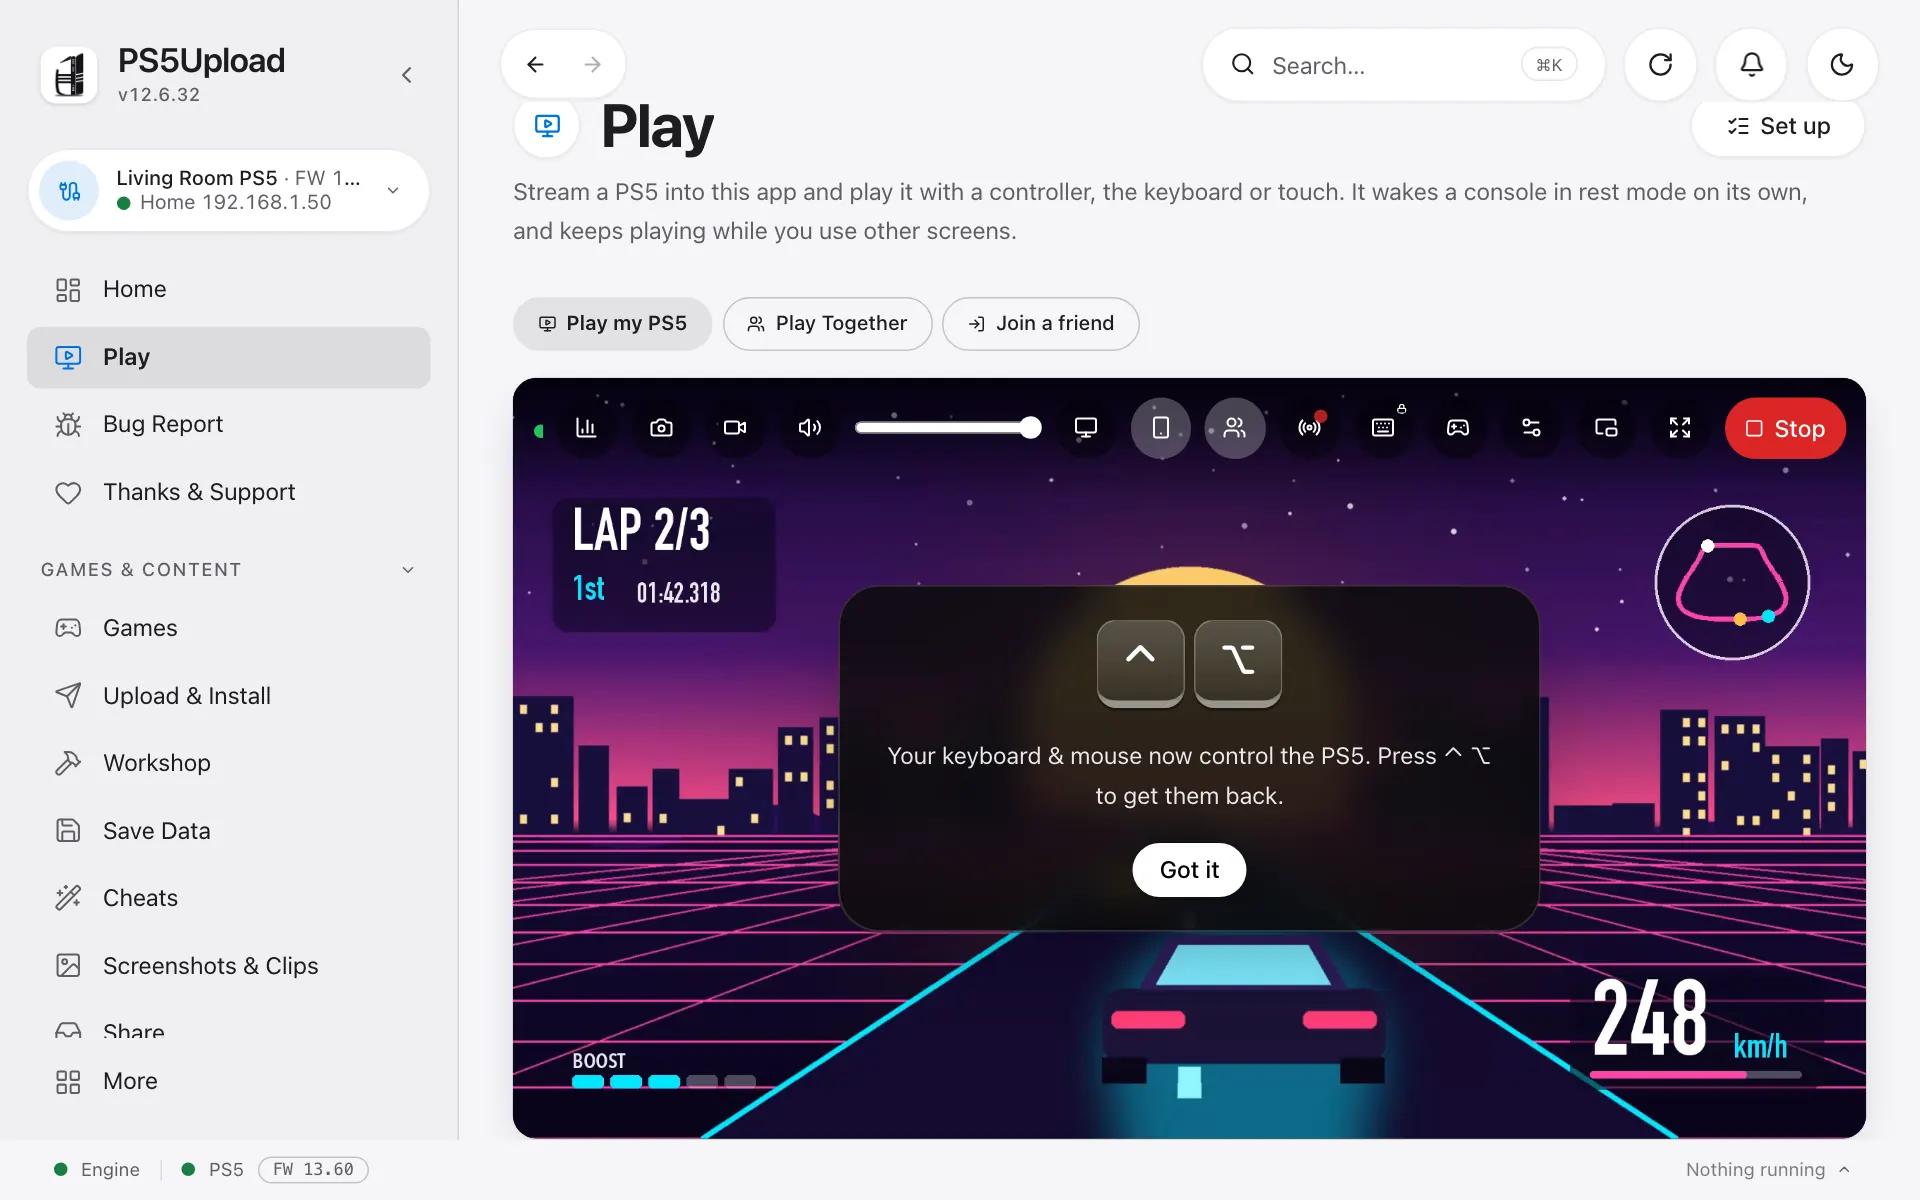 PS5Upload
v12.6.32
Living Room PS5 · FW 1...
Home 192.168.1.50
Home
Play
Bug Report
Thanks & Support
GAMES & CONTENT
Games
Upload & Install
Workshop
Save Data
Cheats
Screenshots & Clips
Share
More
Search...
⌘K
Play
Set up
Stream a PS5 into this app and play it with a controller, the keyboard or touch. It wakes a console in rest mode on its own,
and keeps playing while you use other screens.
Play my PS5
Play Together
Join a friend
Stop
LAP 2/3
1st 01:42.318
⌃ ⌥
Your keyboard & mouse now control the PS5. Press ⌃ ⌥
to get them back.
Got it
BOOST
248 km/h
Engine
PS5
FW 13.60
Nothing running